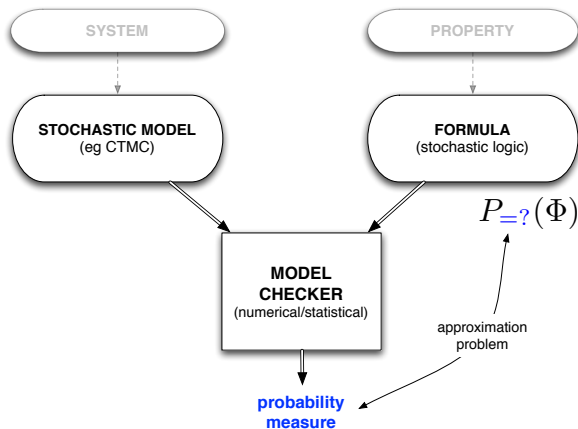 SYSTEM
PROPERTY
STOCHASTIC MODEL
(eg CTMC)
FORMULA
(stochastic logic)
P=?(Φ)
MODEL
CHECKER
(numerical/statistical)
approximation
problem
probability
measure